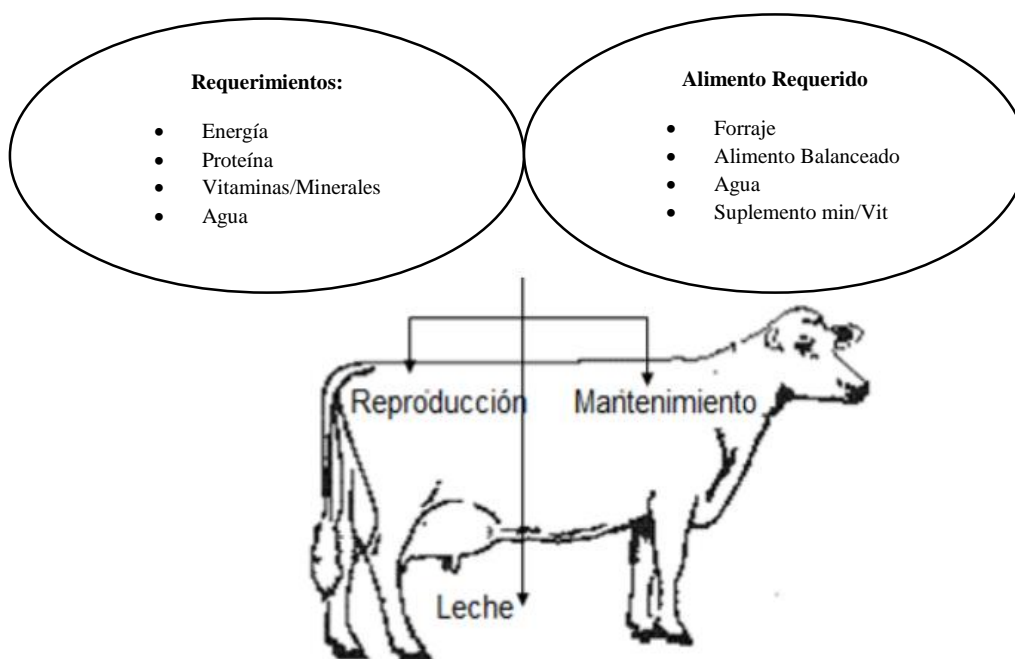 Requerimientos:
• Energía
• Proteína
• Vitaminas/Minerales
• Agua
Alimento Requerido
• Forraje
• Alimento Balanceado
• Agua
• Suplemento min/Vit
Reproducción
Mantenimiento
Leche